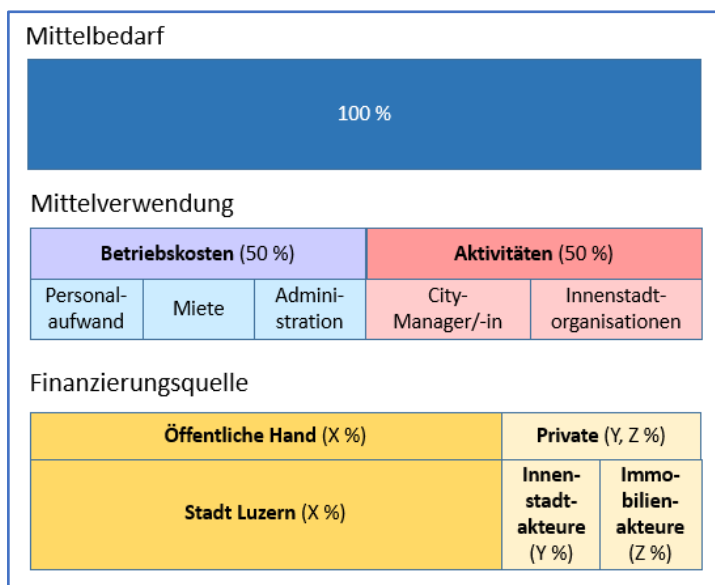 Mittelbedarf
100 %
Mittelverwendung
Betriebskosten (50 %)
Aktivitäten (50 %)
Personal-
aufwand
Miete
Admini-
stration
City-
Manager/-in
Innenstadt-
organisationen
Finanzierungsquelle
Öffentliche Hand (X %)
Private (Y, Z %)
Stadt Luzern (X %)
Innen-
stadt-
akteure
(Y %)
Immo-
bilien-
akteure
(Z %)